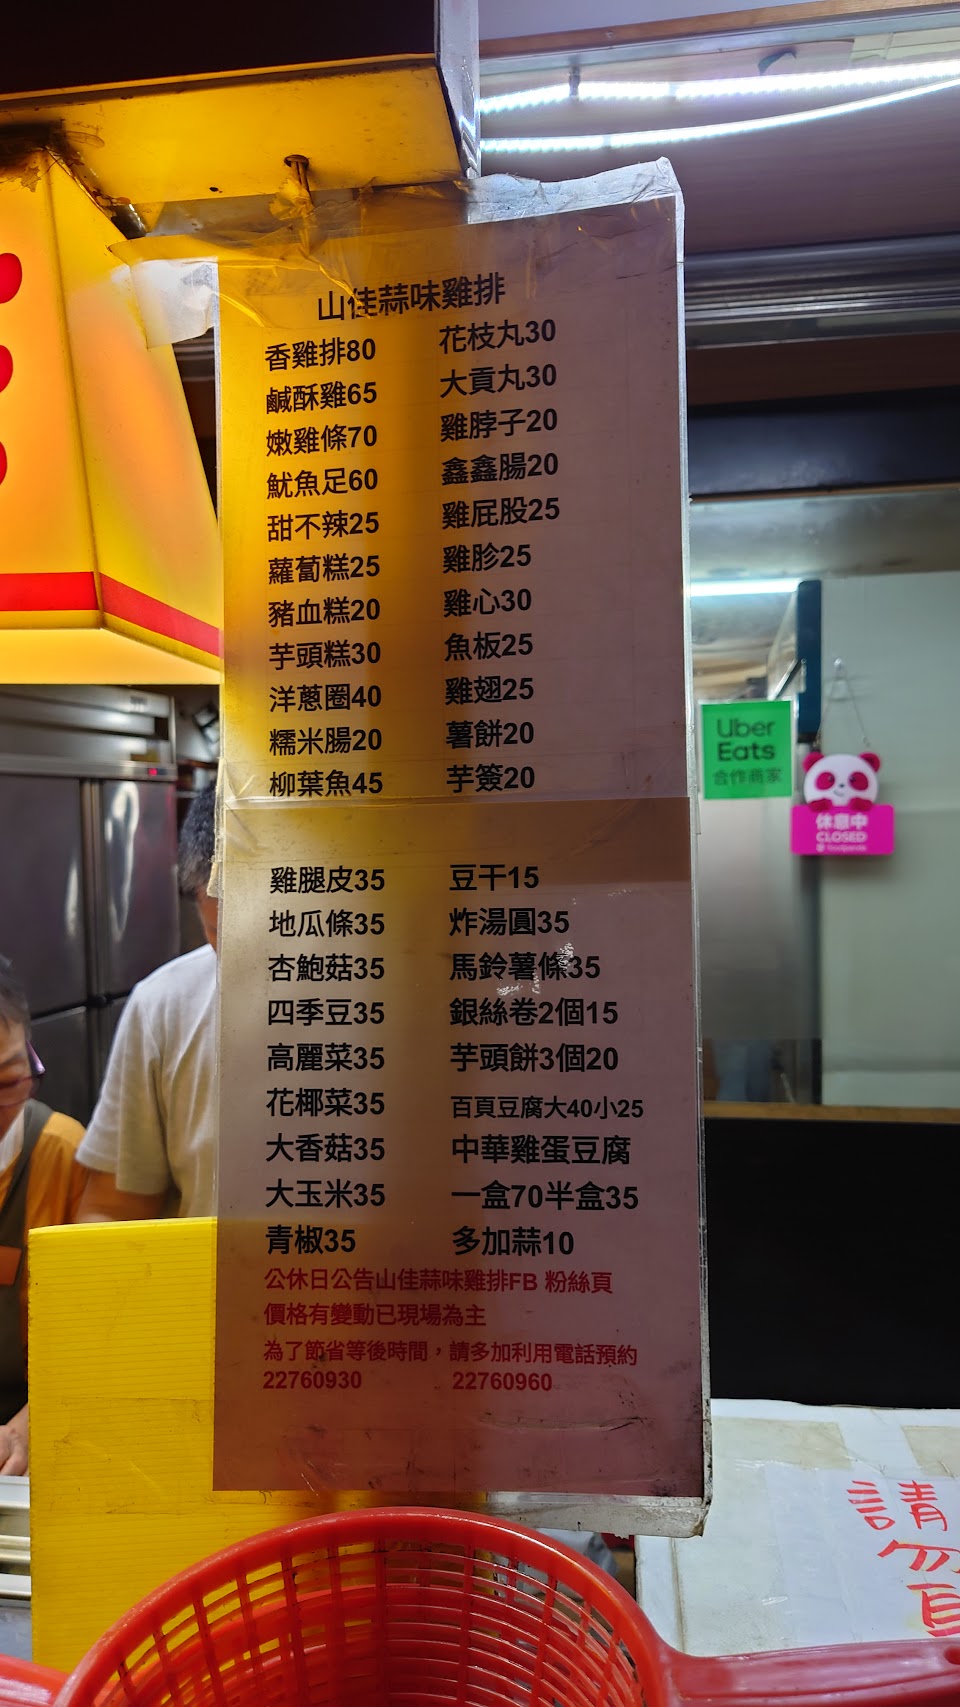 山佳蒜味雞排
香雞排80
鹹酥雞65
嫩雞條70
魷魚足60
甜不辣25
蘿蔔糕25
豬血糕20
芋頭糕30
洋蔥圈40
糯米腸20
柳葉魚45
花枝丸30
大貢丸30
雞脖子20
鑫鑫腸20
雞屁股25
雞胗25
雞心30
魚板25
雞翅25
薯餅20
芋簽20
雞腿皮35
地瓜條35
杏鮑菇35
四季豆35
高麗菜35
花椰菜35
大香菇35
大玉米35
青椒35
豆干15
炸湯圓35
馬鈴薯條35
銀絲卷2個15
芋頭餅3個20
百頁豆腐大40小25
中華雞蛋豆腐
一盒70半盒35
多加蒜10
公休日公告山佳蒜味雞排FB 粉絲頁
價格有變動已現場為主
為了節省等後時間，請多加利用電話預約
22760930 22760960
Uber
Eats
合作商家
休息中
CLOSED
foodpanda
請勿